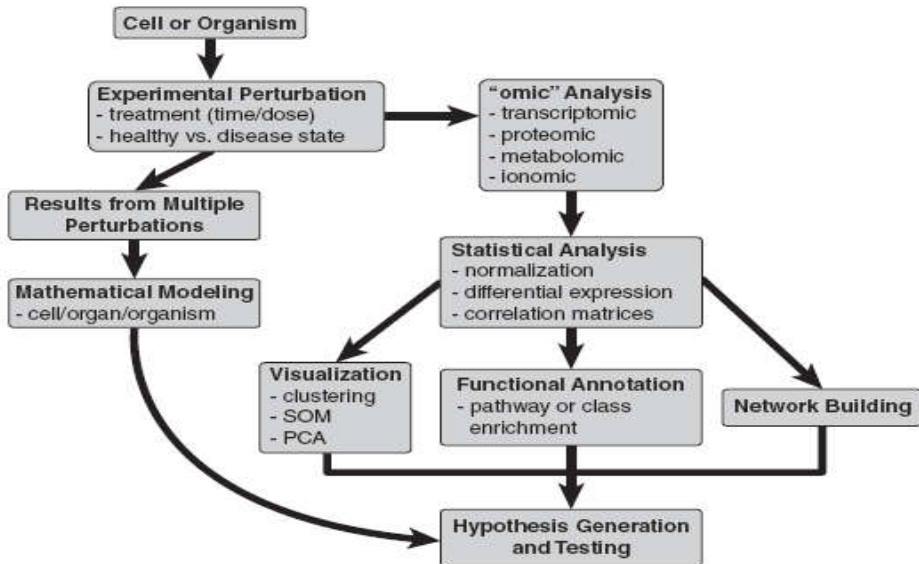 Cell or Organism
Experimental Perturbation
- treatment (time/dose)
- healthy vs. disease state
"omic" Analysis
- transcriptomic
- proteomic
- metabolomic
- ionomic
Results from Multiple
Perturbations
Statistical Analysis
- normalization
- differential expression
- correlation matrices
Mathematical Modeling
- cell/organ/organism
Visualization
- clustering
- SOM
- PCA
Functional Annotation
- pathway or class
enrichment
Network Building
Hypothesis Generation
and Testing